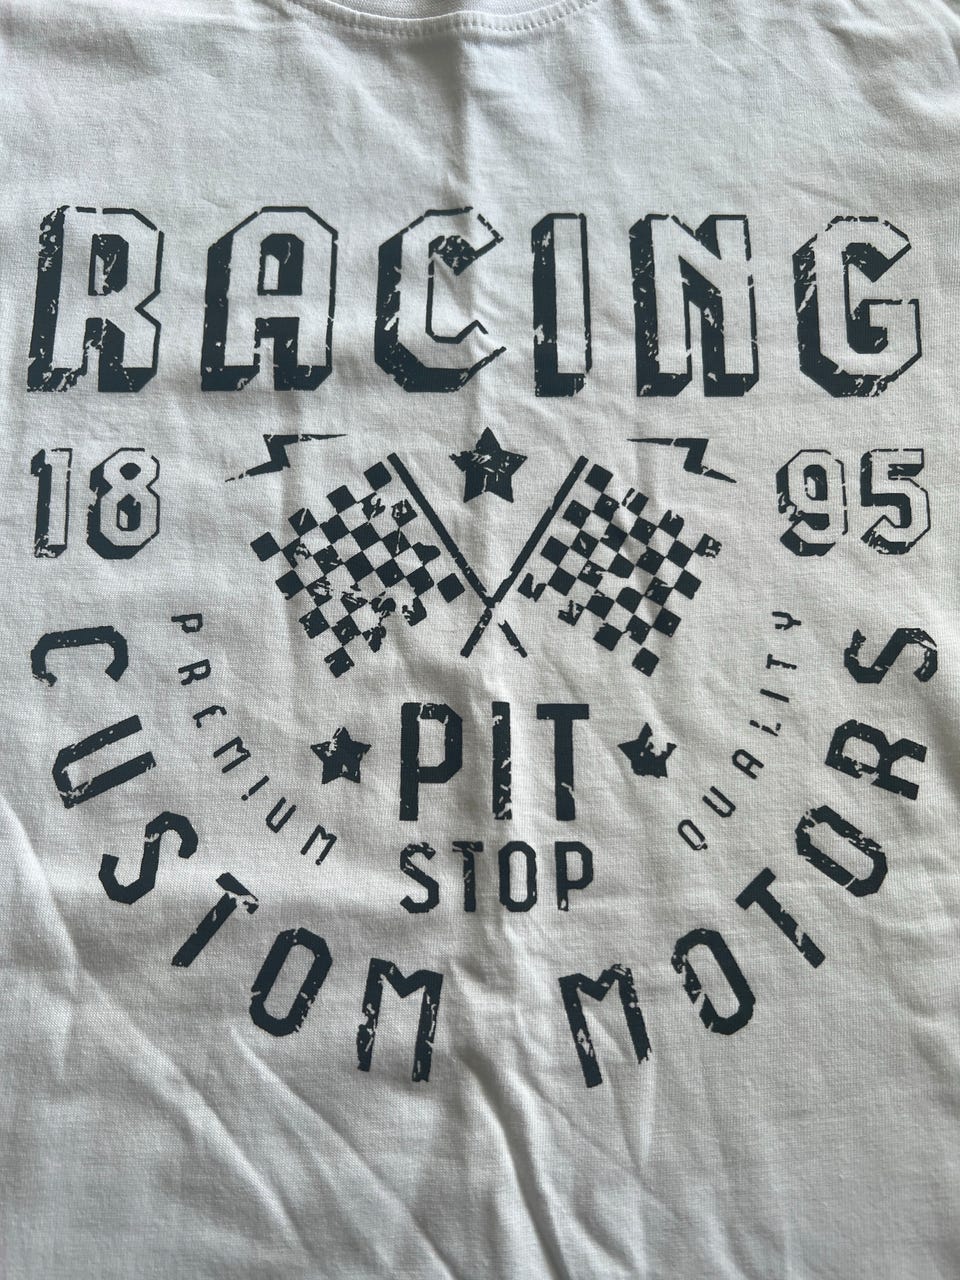 RACING
18 95
PREMIUM QUALITY
PIT
STOP
CUSTOM MOTORS